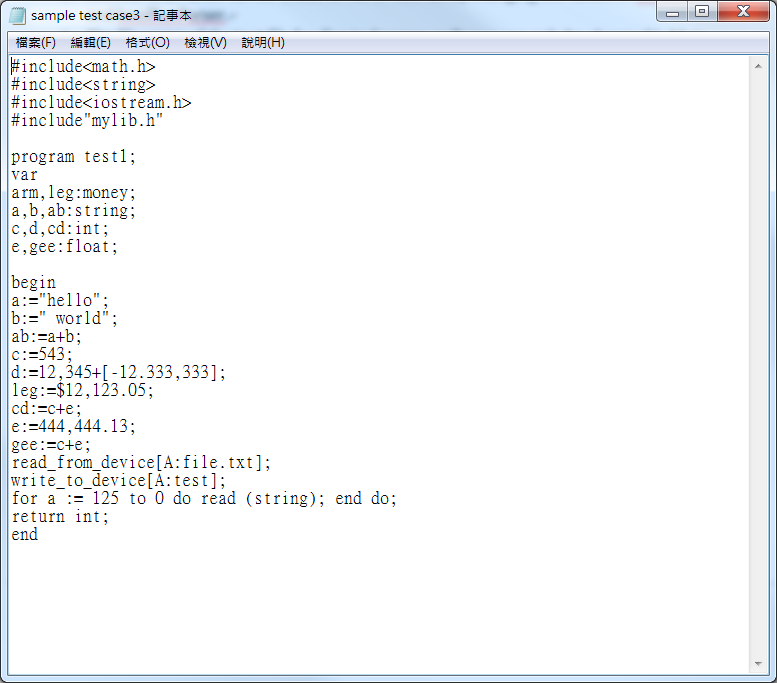 sample test case3 - 記事本
檔案(F) 編輯(E) 格式(O) 檢視(V) 說明(H)
#include<math.h>
#include<string>
#include<iostream.h>
#include"mylib.h"
program test1;
var
arm,leg:money;
a,b,ab:string;
c,d,cd:int;
e,gee:float;
begin
a:="hello";
b:=" world";
ab:=a+b;
c:=543;
d:=12,345+[-12.333,333];
leg:=$12,123.05;
cd:=c+e;
e:=444,444.13;
gee:=c+e;
read_from_device[A:file.txt];
write_to_device[A:test];
for a := 125 to 0 do read (string); end do;
return int;
end